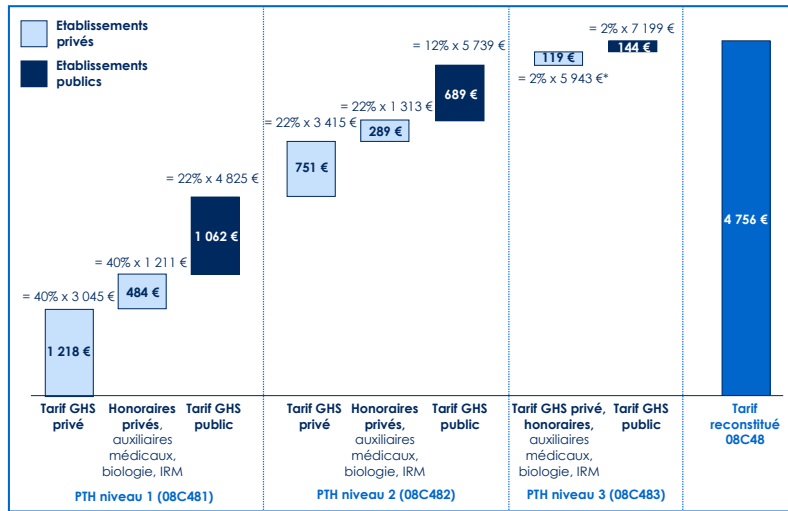 Etablissements
privés
Etablissements
publics
= 40% x 3 045 €
1 218 €
= 40% x 1 211 €
484 €
= 22% x 4 825 €
1 062 €
= 22% x 3 415 €
751 €
= 22% x 1 313 €
289 €
= 12% x 5 739 €
689 €
119 €
= 2% x 5 943 €*
= 2% x 7 199 €
144 €
4 756 €
Tarif GHS
privé
Honoraires
privés,
auxiliaires
médicaux,
biologie, IRM
Tarif GHS
public
PTH niveau 1 (08C481)
Tarif GHS
privé
Honoraires
privés,
auxiliaires
médicaux,
biologie, IRM
Tarif GHS
public
PTH niveau 2 (08C482)
Tarif GHS privé,
honoraires,
auxiliaires
médicaux,
biologie, IRM
Tarif GHS
public
PTH niveau 3 (08C483)
Tarif
reconstitué
08C48